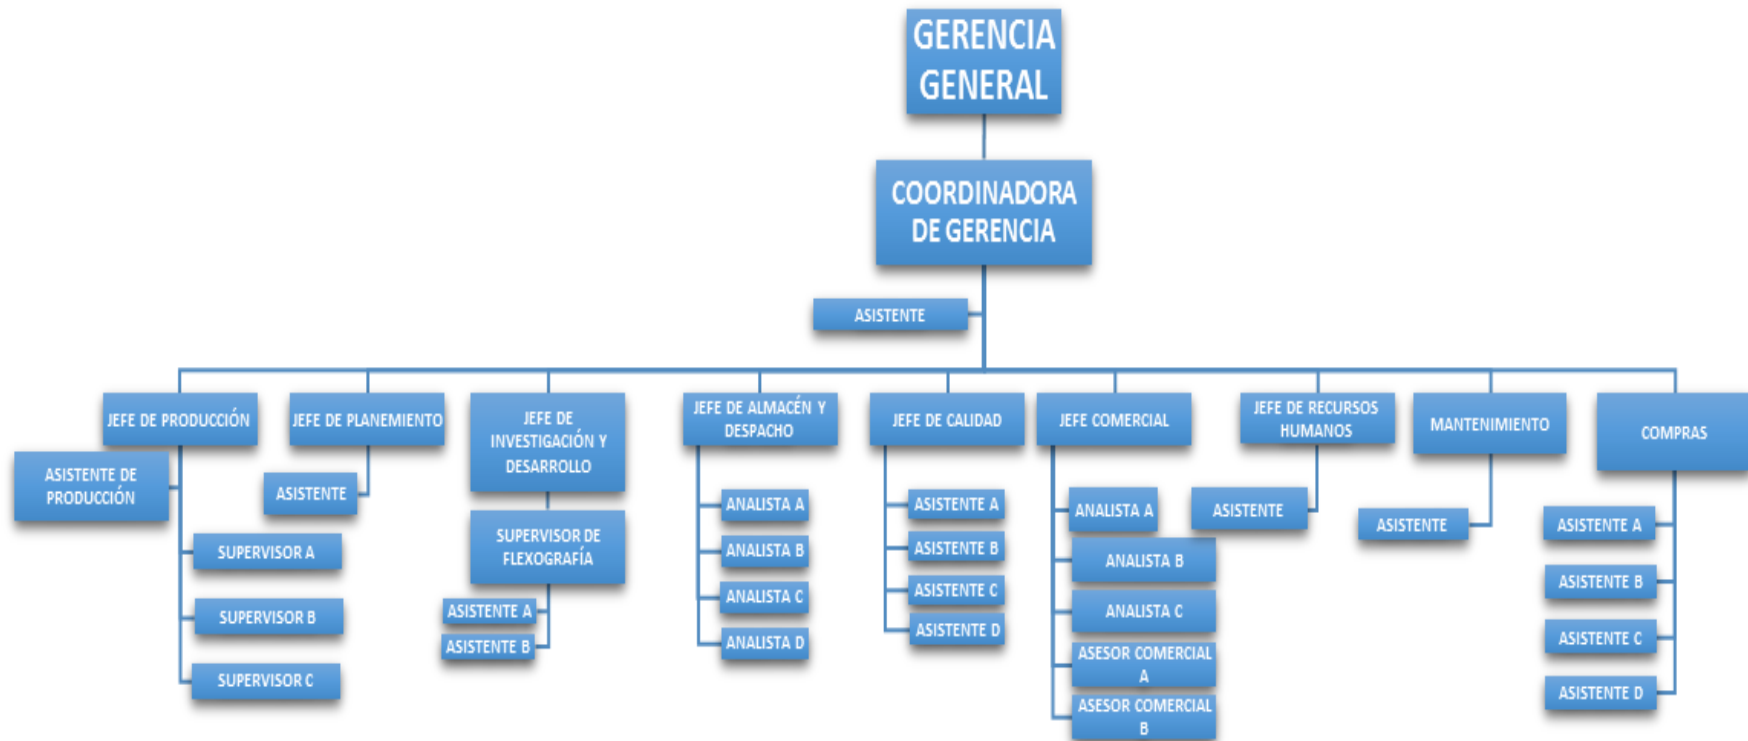 GERENCIA
GENERAL
COORDINADORA
DE GERENCIA
ASISTENTE
JEFE DE PRODUCCIÓN
JEFE DE PLANEMIENTO
JEFE DE
INVESTIGACIÓN Y
DESARROLLO
JEFE DE ALMACÉN Y
DESPACHO
JEFE DE CALIDAD
JEFE COMERCIAL
JEFE DE RECURSOS
HUMANOS
MANTENIMIENTO
COMPRAS
ASISTENTE DE
PRODUCCIÓN
SUPERVISOR A
SUPERVISOR B
SUPERVISOR C
ASISTENTE
SUPERVISOR DE
FLEXOGRAFÍA
ASISTENTE A
ASISTENTE B
ANALISTA A
ANALISTA B
ANALISTA C
ANALISTA D
ASISTENTE A
ASISTENTE B
ASISTENTE C
ASISTENTE D
ANALISTA A
ANALISTA B
ANALISTA C
ASESOR COMERCIAL
A
ASESOR COMERCIAL
B
ASISTENTE
ASISTENTE
ASISTENTE A
ASISTENTE B
ASISTENTE C
ASISTENTE D